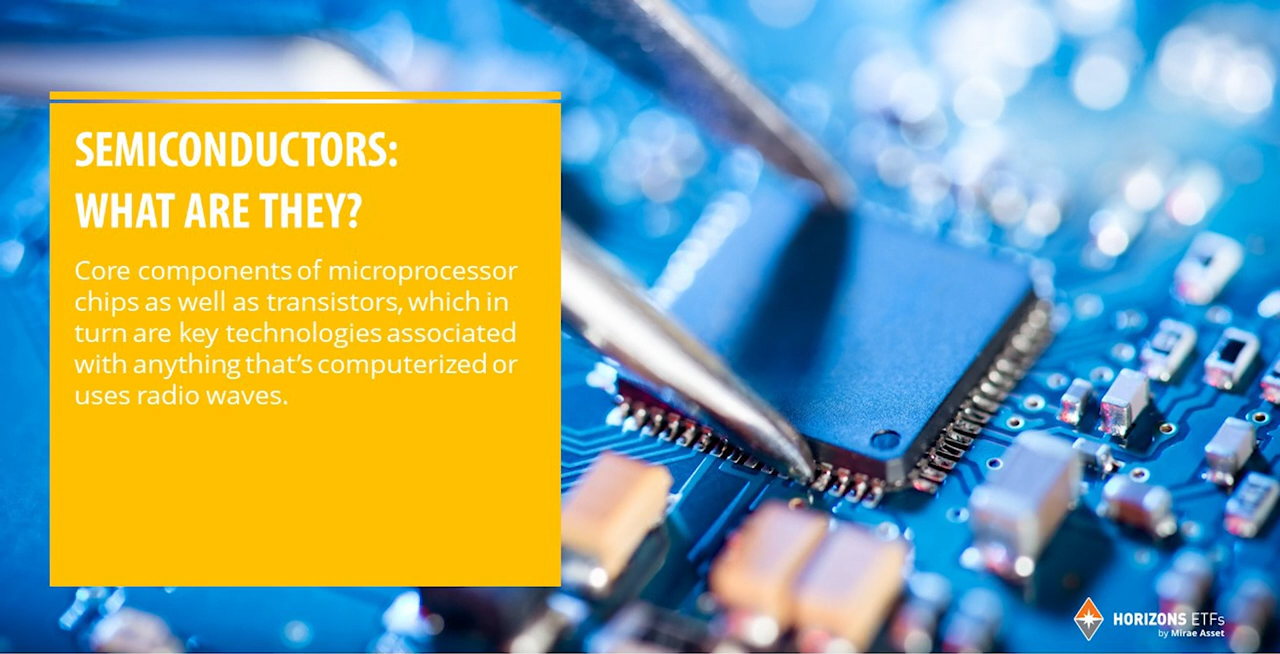 SEMICONDUCTORS:
WHAT ARE THEY?
Core components of microprocessor
chips as well as transistors, which in
turn are key technologies associated
with anything that's computerized or
uses radio waves.
HORIZONS ETFs
by Mirae Asset